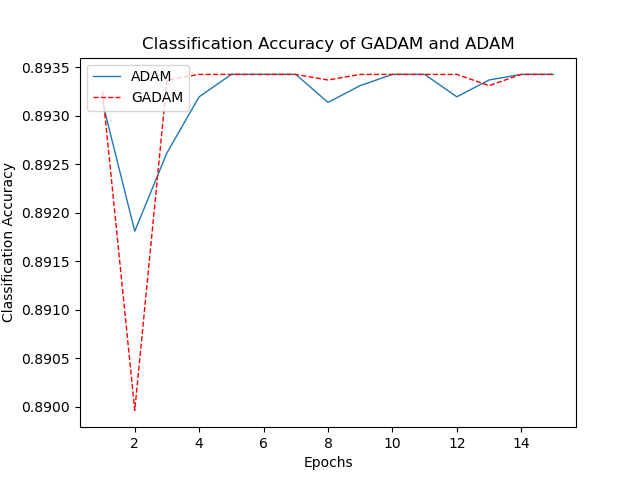 Classification Accuracy of GADAM and ADAM
ADAM
GADAM
0.8935
0.8930
0.8925
0.8920
0.8915
0.8910
0.8905
0.8900
Classification Accuracy
2 4 6 8 10 12 14
Epochs